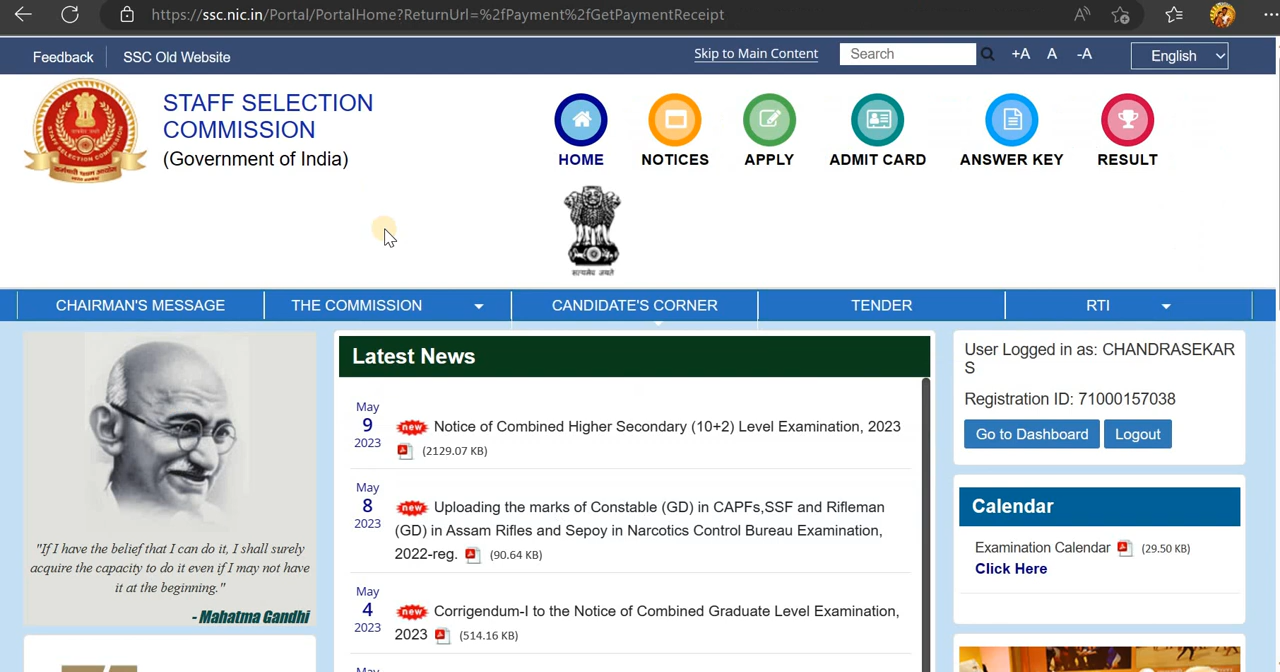 https://ssc.nic.in/Portal/PortalHome?ReturnUrl=%2fPayment%2fGetPaymentReceipt
Feedback
SSC Old Website
Skip to Main Content
Search
+A
A
-A
English
STAFF SELECTION
COMMISSION
(Government of India)
HOME
NOTICES
APPLY
ADMIT CARD
ANSWER KEY
RESULT
सत्यमेव जयते
CHAIRMAN'S MESSAGE
THE COMMISSION
CANDIDATE'S CORNER
TENDER
RTI
"If I have the belief that I can do it, I shall surely
acquire the capacity to do it even if I may not have
it at the beginning."
- Mahatma Gandhi
Latest News
May
9
2023
new Notice of Combined Higher Secondary (10+2) Level Examination, 2023
(2129.07 KB)
May
8
2023
new Uploading the marks of Constable (GD) in CAPFs,SSF and Rifleman
(GD) in Assam Rifles and Sepoy in Narcotics Control Bureau Examination,
2022-reg. (90.64 KB)
May
4
2023
new Corrigendum-I to the Notice of Combined Graduate Level Examination,
2023 (514.16 KB)
May
User Logged in as: CHANDRASEKAR
S
Registration ID: 71000157038
Go to Dashboard
Logout
Calendar
Examination Calendar (29.50 KB)
Click Here